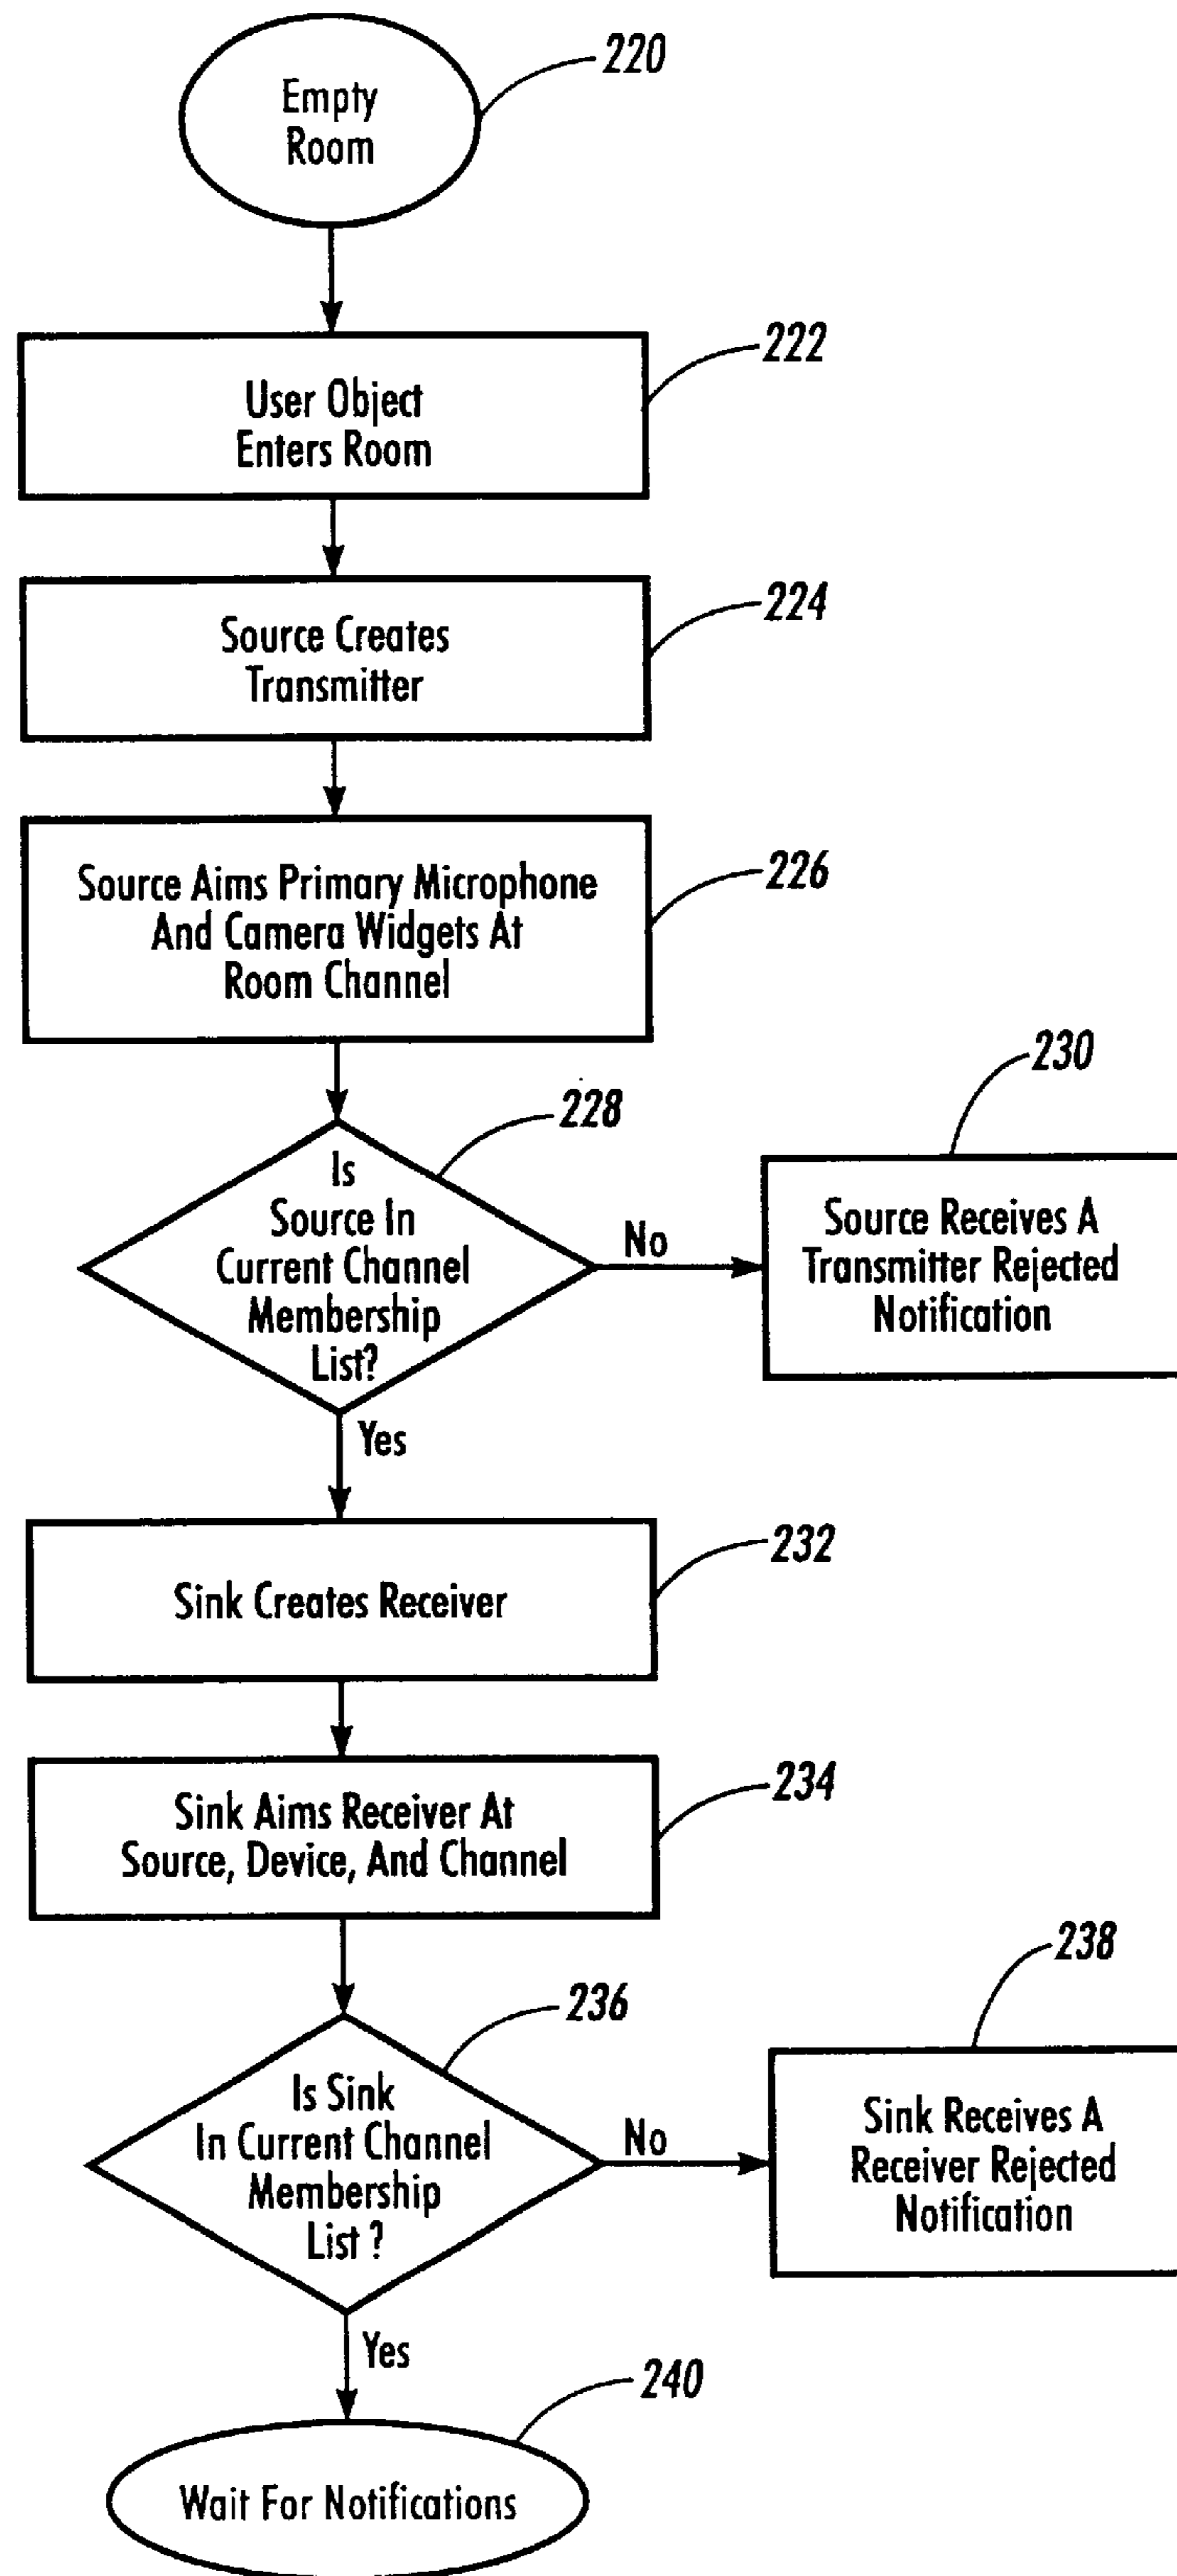 220
Empty
Room
222
User Object
Enters Room
224
Source Creates
Transmitter
226
Source Aims Primary Microphone
And Camera Widgets At
Room Channel
228
Is
Source In
Current Channel
Membership
List?
No
230
Source Receives A
Transmitter Rejected
Notification
Yes
232
Sink Creates Receiver
234
Sink Aims Receiver At
Source, Device, And Channel
236
Is Sink
In Current Channel
Membership
List ?
No
238
Sink Receives A
Receiver Rejected
Notification
Yes
240
Wait For Notifications